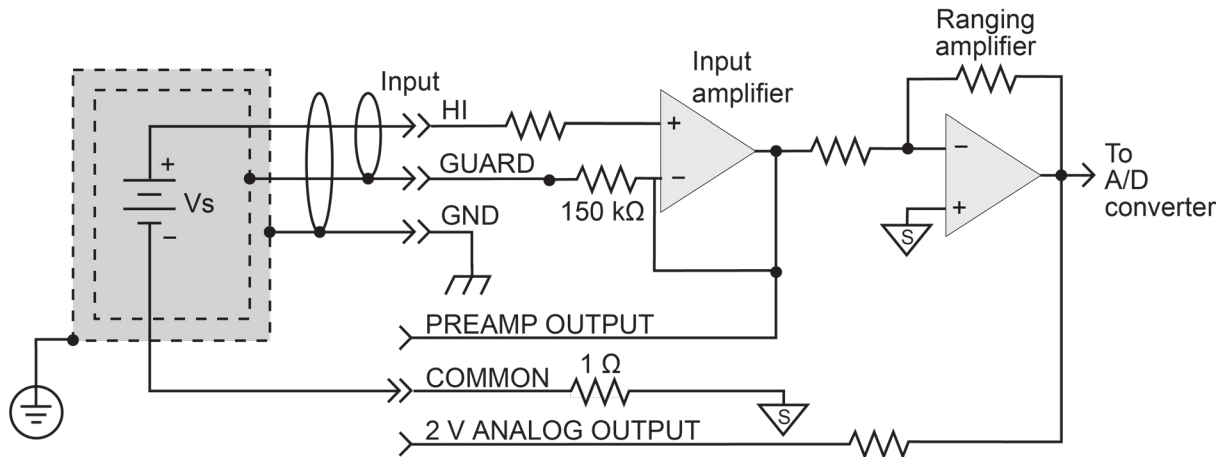 Ranging
amplifier
Input
amplifier
Input
HI
+
−
GUARD
150 kΩ
GND
+
Vs
−
−
+
S
To
A/D
converter
PREAMP OUTPUT
1 Ω
COMMON
S
2 V ANALOG OUTPUT